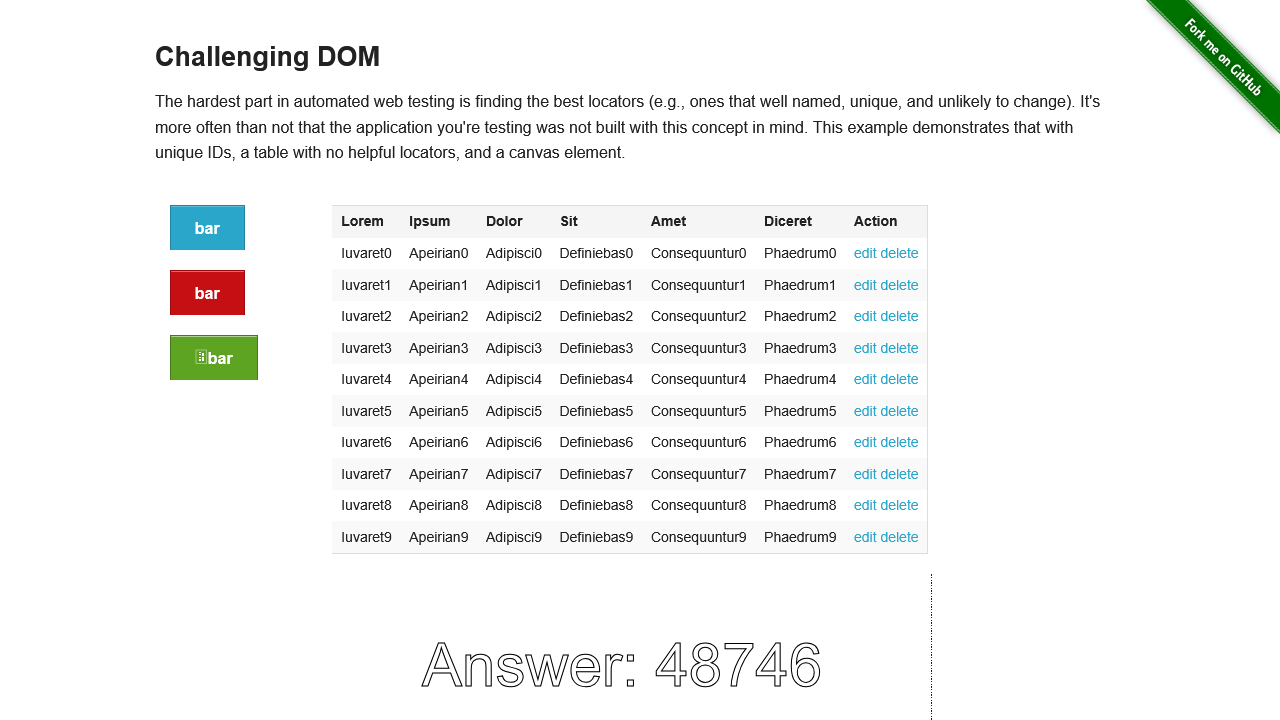 Fork me on GitHub
Challenging DOM
The hardest part in automated web testing is finding the best locators (e.g., ones that well named, unique, and unlikely to change). It's
more often than not that the application you're testing was not built with this concept in mind. This example demonstrates that with
unique IDs, a table with no helpful locators, and a canvas element.
bar
bar
bar
Lorem Ipsum Dolor Sit Amet Diceret Action
Iuvaret0 Apeirian0 Adipisci0 Definiebas0 Consequuntur0 Phaedrum0 edit delete
Iuvaret1 Apeirian1 Adipisci1 Definiebas1 Consequuntur1 Phaedrum1 edit delete
Iuvaret2 Apeirian2 Adipisci2 Definiebas2 Consequuntur2 Phaedrum2 edit delete
Iuvaret3 Apeirian3 Adipisci3 Definiebas3 Consequuntur3 Phaedrum3 edit delete
Iuvaret4 Apeirian4 Adipisci4 Definiebas4 Consequuntur4 Phaedrum4 edit delete
Iuvaret5 Apeirian5 Adipisci5 Definiebas5 Consequuntur5 Phaedrum5 edit delete
Iuvaret6 Apeirian6 Adipisci6 Definiebas6 Consequuntur6 Phaedrum6 edit delete
Iuvaret7 Apeirian7 Adipisci7 Definiebas7 Consequuntur7 Phaedrum7 edit delete
Iuvaret8 Apeirian8 Adipisci8 Definiebas8 Consequuntur8 Phaedrum8 edit delete
Iuvaret9 Apeirian9 Adipisci9 Definiebas9 Consequuntur9 Phaedrum9 edit delete
Answer: 48746